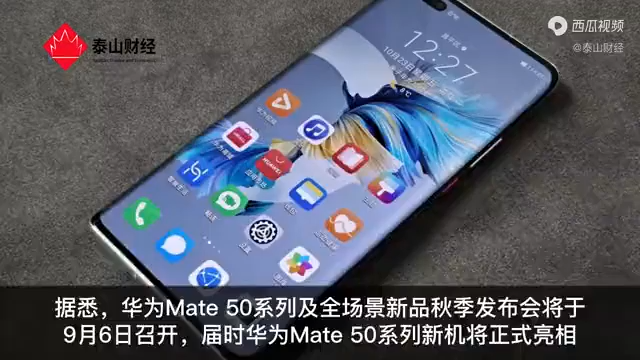 泰山财经
西瓜视频
@泰山财经
12:27
HUAWEI
据悉，华为Mate 50系列及全场景新品秋季发布会将于
9月6日召开，届时华为Mate 50系列新机将正式亮相